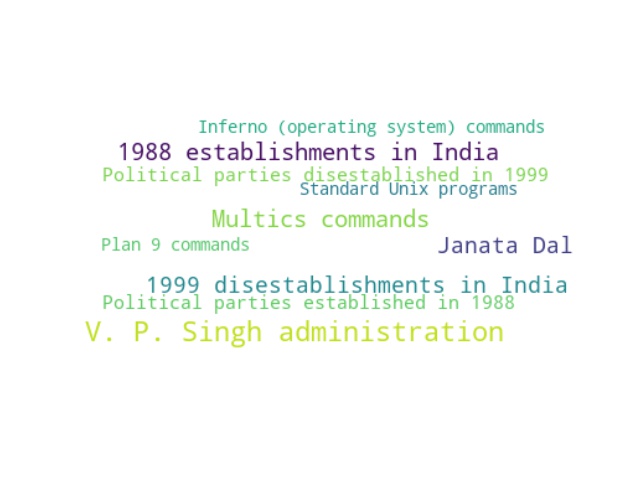 Inferno (operating system) commands
1988 establishments in India
Political parties disestablished in 1999
Standard Unix programs
Multics commands
Plan 9 commands
Janata Dal
1999 disestablishments in India
Political parties established in 1988
V. P. Singh administration